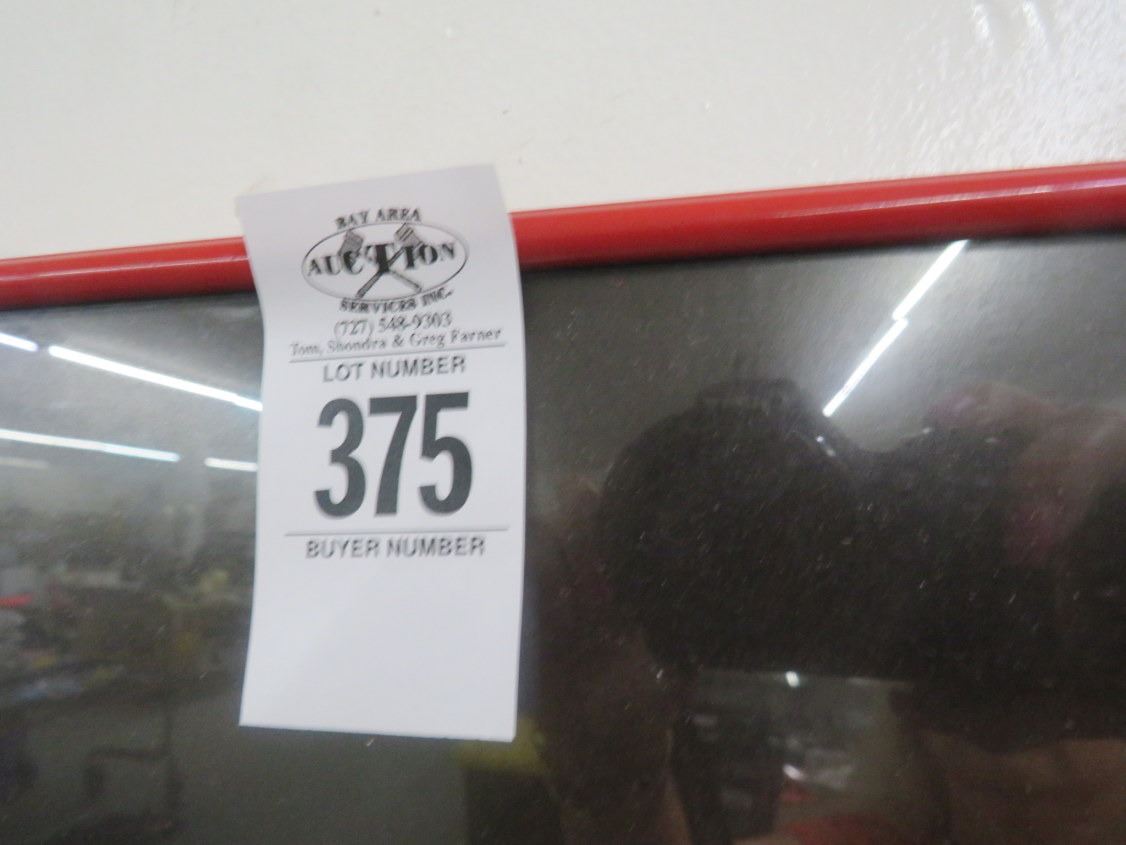 BAY AREA
AUCTION
SERVICES INC.
(727) 548-9303
Tom, Shondra & Greg Farner
LOT NUMBER
375
BUYER NUMBER